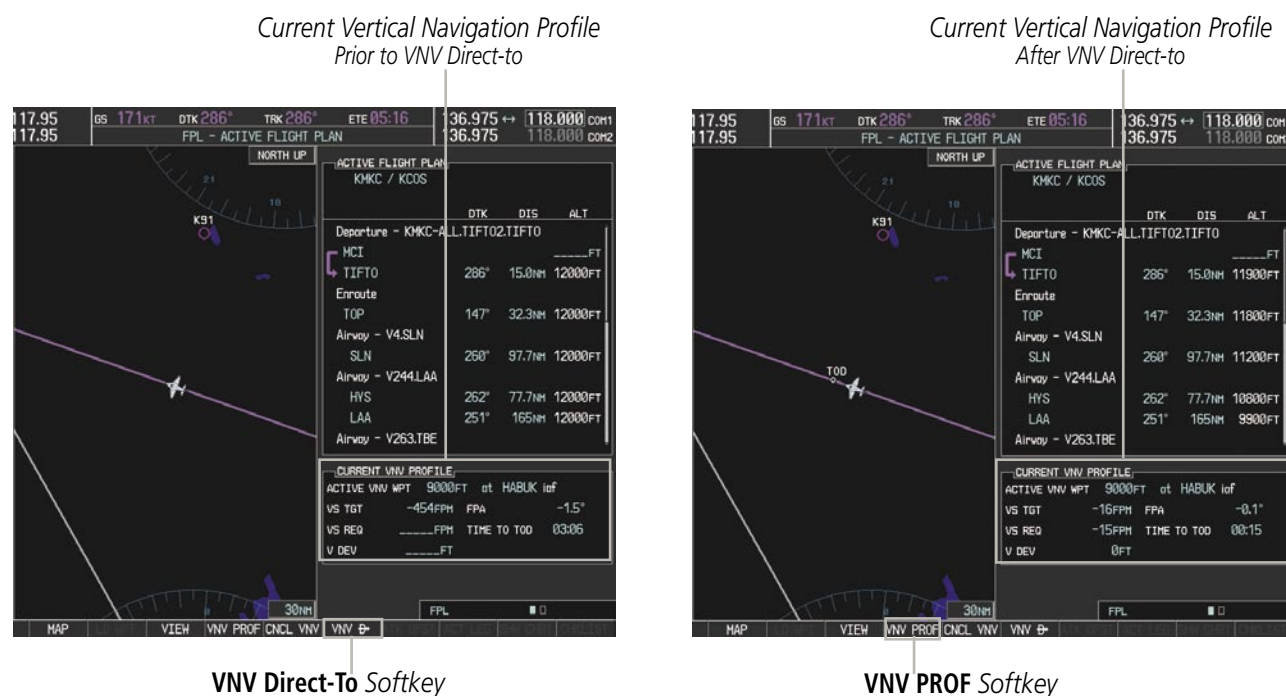 Current Vertical Navigation Profile
Prior to VNV Direct-to
117.95 GS 171KT DTK 286° TRK 286° ETE 05:16 136.975 ↔ 118.000 COM1
117.95 FPL – ACTIVE FLIGHT PLAN 136.975 118.000 COM2
NORTH UP
21
18
K91
ACTIVE FLIGHT PLAN
KMKC / KCOS
DTK DIS ALT
Departure – KMKC-ALL.TIFTO2.TIFTO
MCI _____FT
TIFTO 286° 15.0NM 12000FT
Enroute
TOP 147° 32.3NM 12000FT
Airway – V4.SLN
SLN 260° 97.7NM 12000FT
Airway – V244.LAA
HYS 262° 77.7NM 12000FT
LAA 251° 165NM 12000FT
Airway – V263.TBE
CURRENT VNV PROFILE
ACTIVE VNV WPT 9000FT at HABUK iaf
VS TGT -454FPM FPA -1.5°
VS REQ _____FPM TIME TO TOD 03:06
V DEV _____FT
30NM
FPL
MAP VIEW VNV PROF CNCL VNV VNV
VNV Direct-To Softkey
Current Vertical Navigation Profile
After VNV Direct-to
117.95 GS 171KT DTK 286° TRK 286° ETE 05:16 136.975 ↔ 118.000 COM
117.95 FPL – ACTIVE FLIGHT PLAN 136.975 118.000 COM
NORTH UP
21
18
K91
TOD
ACTIVE FLIGHT PLAN
KMKC / KCOS
DTK DIS ALT
Departure – KMKC-ALL.TIFTO2.TIFTO
MCI _____FT
TIFTO 286° 15.0NM 11900FT
Enroute
TOP 147° 32.3NM 11800FT
Airway – V4.SLN
SLN 260° 97.7NM 11200FT
Airway – V244.LAA
HYS 262° 77.7NM 10800FT
LAA 251° 165NM 9900FT
Airway – V263.TBE
CURRENT VNV PROFILE
ACTIVE VNV WPT 9000FT at HABUK iaf
VS TGT -16FPM FPA -0.1°
VS REQ -15FPM TIME TO TOD 00:15
V DEV 0FT
30NM
FPL
MAP VIEW VNV PROF CNCL VNV VNV
VNV PROF Softkey